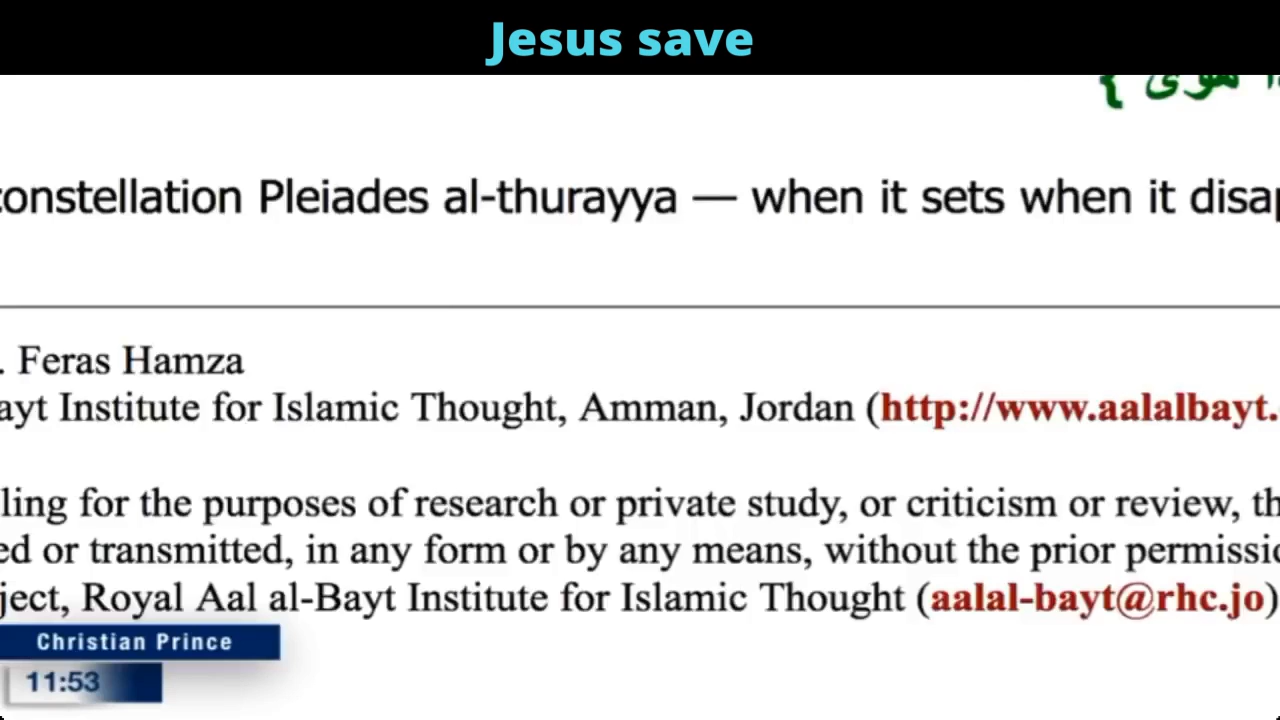 Jesus save
هوى }
constellation Pleiades al-thurayya — when it sets when it
. Feras Hamza
ayt Institute for Islamic Thought, Amman, Jordan (http://www.aalalbayt.
ling for the purposes of research or private study, or criticism or review,
ed or transmitted, in any form or by any means, without the prior
ject, Royal Aal al-Bayt Institute for Islamic Thought (aalal-bayt@rhc.jo)
Christian Prince
11:53